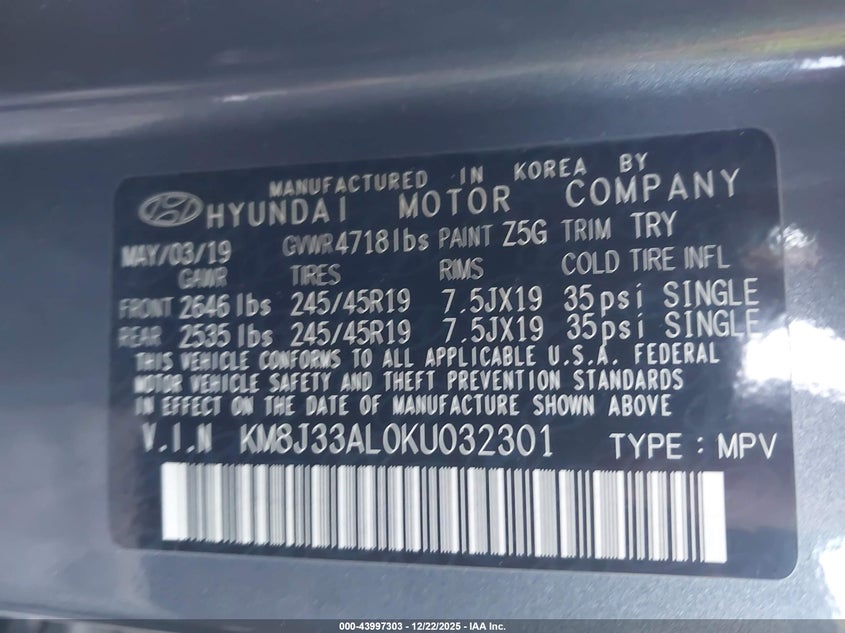 MANUFACTURED IN KOREA BY
HYUNDAI MOTOR COMPANY
MAY/03/19 GVWR 4718lbs PAINT Z5G TRIM TRY
GAWR TIRES RIMS COLD TIRE INFL
FRONT 2646 lbs 245/45R19 7.5JX19 35psi SINGLE
REAR 2535 lbs 245/45R19 7.5JX19 35psi SINGLE
THIS VEHICLE CONFORMS TO ALL APPLICABLE U.S.A. FEDERAL
MOTOR VEHICLE SAFETY AND THEFT PREVENTION STANDARDS
IN EFFECT ON THE DATE OF MANUFACTURE SHOWN ABOVE
V.I.N KM8J33AL0KU032301 TYPE : MPV
000-43997303 - 12/22/2025 - IAA Inc.